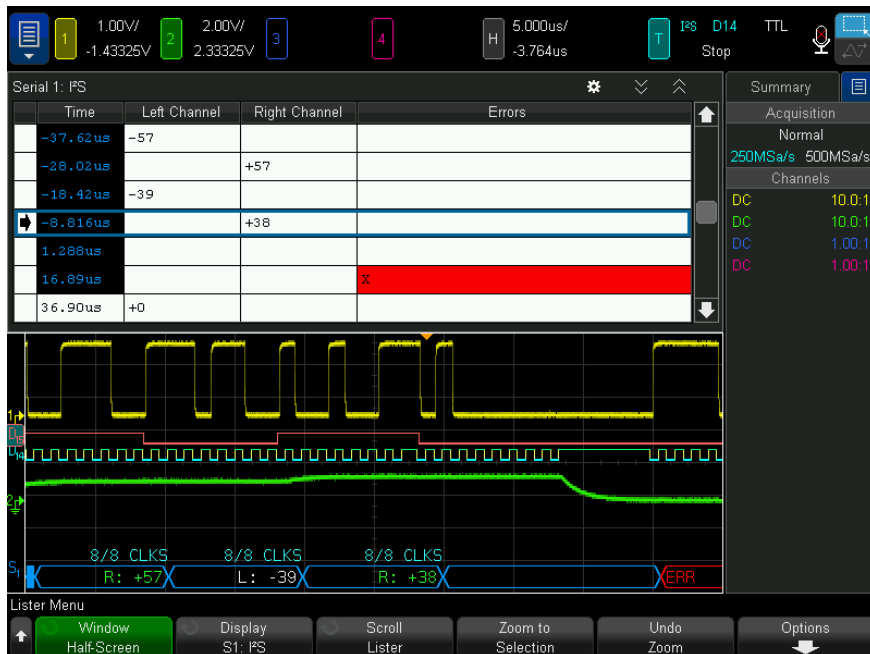 1 1.00V/ -1.43325V 2 2.00V/ 2.33325V 3 4 H 5.000us/ -3.764us T I²S D14 TTL Stop
Serial 1: I²S
Time Left Channel Right Channel Errors
-37.62us -57
-28.02us +57
-18.42us -39
-8.816us +38
1.288us
16.89us X
36.90us +0
Summary
Acquisition
Normal
250MSa/s 500MSa/s
Channels
DC 10.0:1
DC 10.0:1
DC 1.00:1
DC 1.00:1
1
D15
D14
2
8/8 CLKS 8/8 CLKS 8/8 CLKS
S1 R: +57 L: -39 R: +38 ERR
Lister Menu
Window Half-Screen
Display S1: I²S
Scroll Lister
Zoom to Selection
Undo Zoom
Options